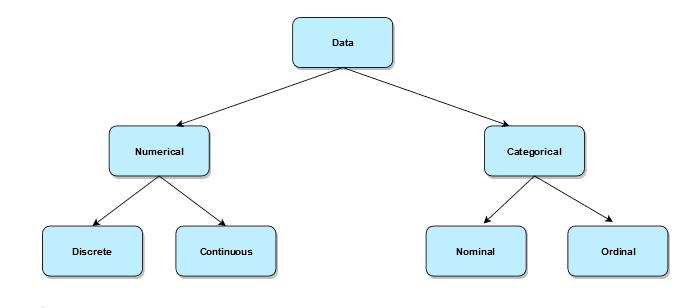 Data
Numerical
Categorical
Discrete
Continuous
Nominal
Ordinal